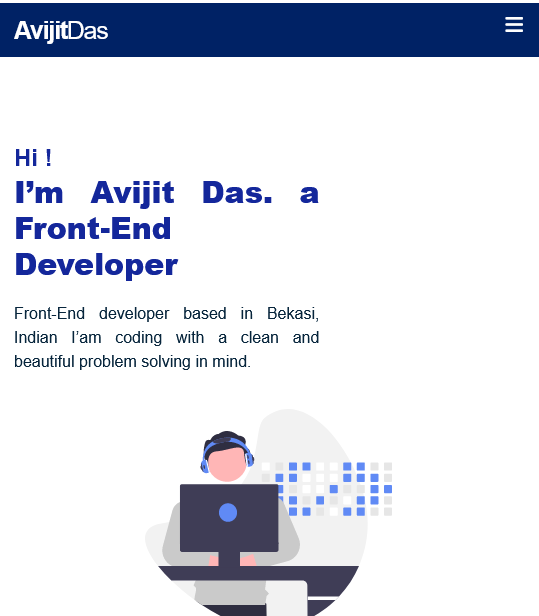 AvijitDas
Hi !
I’m Avijit Das. a
Front-End
Developer
Front-End developer based in Bekasi,
Indian I’am coding with a clean and
beautiful problem solving in mind.